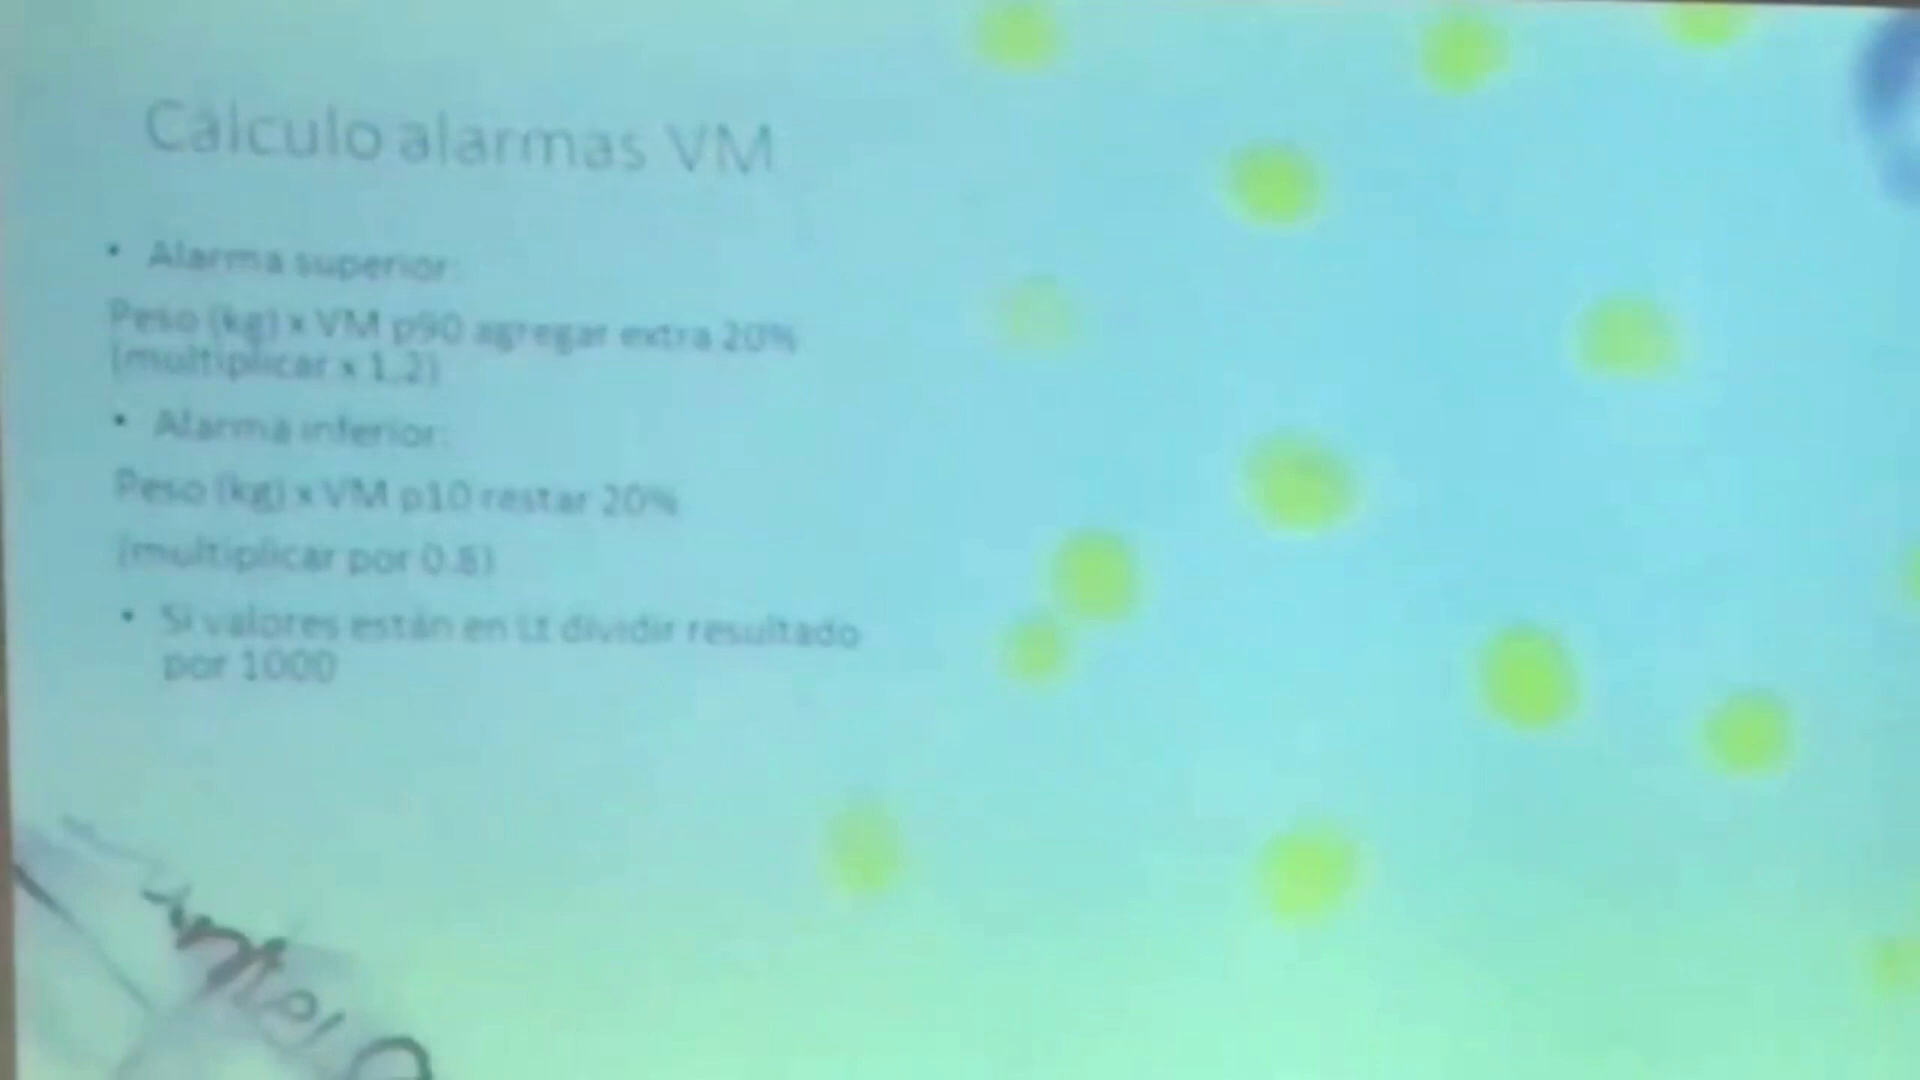 Cálculo alarmas VM
• Alarma superior:
Peso (kg) x VM p90 agregar extra 20%
(multiplicar x 1.2)
• Alarma inferior:
Peso (kg) x VM p10 restar 20%
(multiplicar por 0.8)
• Si valores están en Lt dividir resultado
por 1000